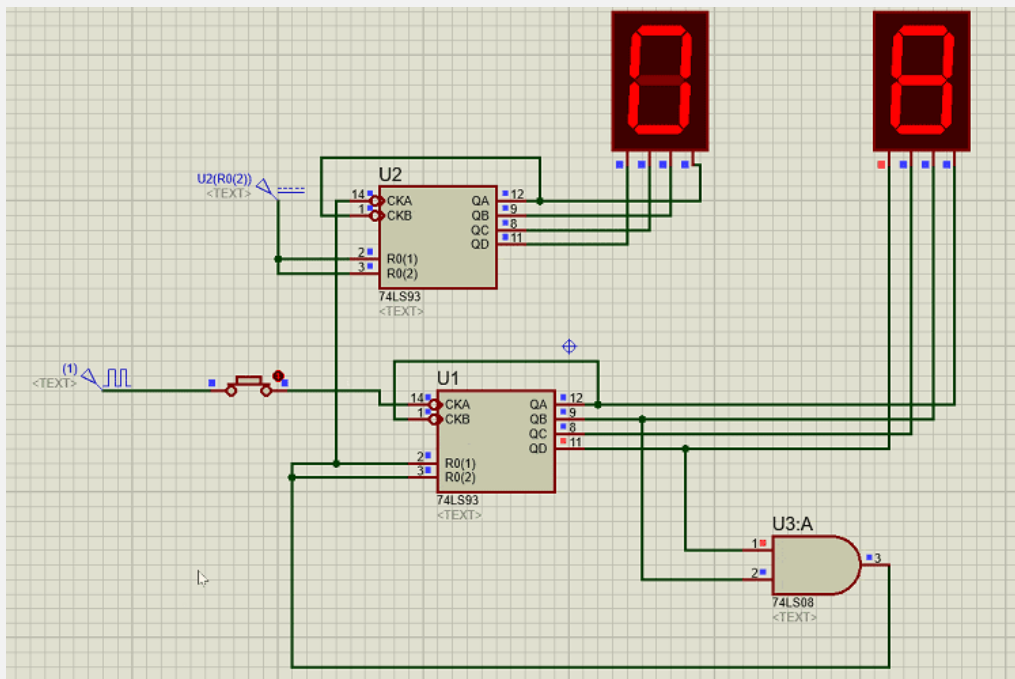 0 8
U2
U2(R0(2))
<TEXT>
14 CKA QA 12
1 CKB QB 9
QC 8
QD 11
2 R0(1)
3 R0(2)
74LS93
<TEXT>
(1)
<TEXT>
U1
14 CKA QA 12
1 CKB QB 9
QC 8
QD 11
2 R0(1)
3 R0(2)
74LS93
<TEXT>
U3:A
1
3
2
74LS08
<TEXT>